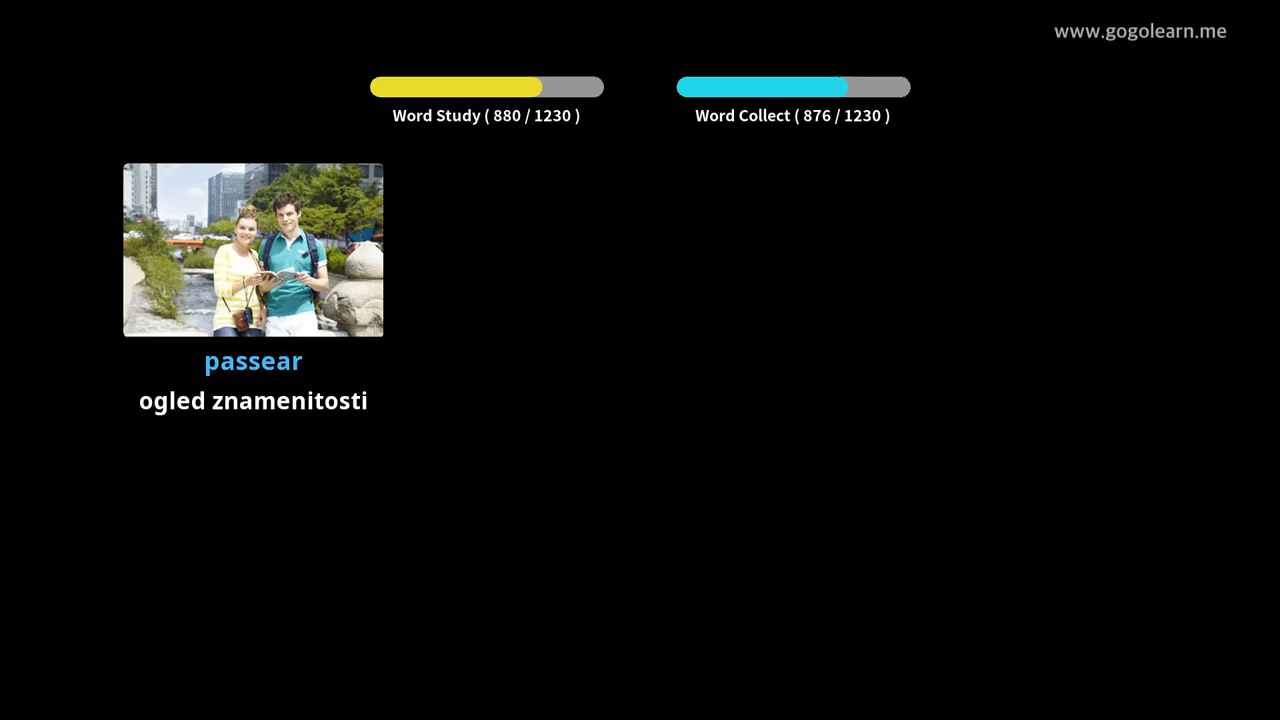 www.gogolearn.me
Word Study ( 880 / 1230 )
Word Collect ( 876 / 1230 )
passear
ogled znamenitosti